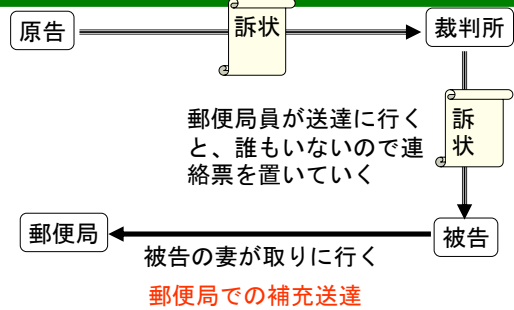 原告
訴状
裁判所
郵便局員が送達に行く
と、誰もいないので連
絡票を置いていく
訴
状
郵便局
被告
被告の妻が取りに行く
郵便局での補充送達